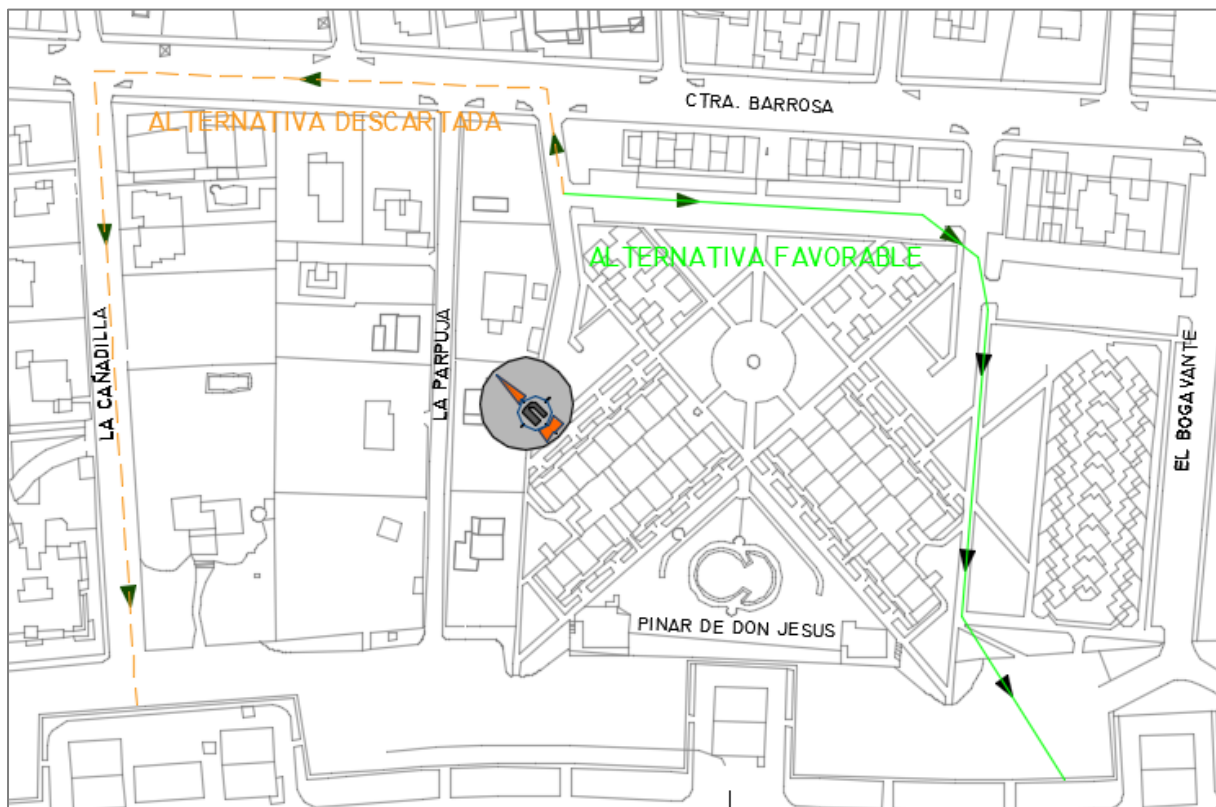 CTRA. BARROSA
ALTERNATIVA DESCARTADA
ALTERNATIVA FAVORABLE
LA CAÑADILLA
LA PARPUJA
EL BOGAVANTE
N
PINAR DE DON JESUS